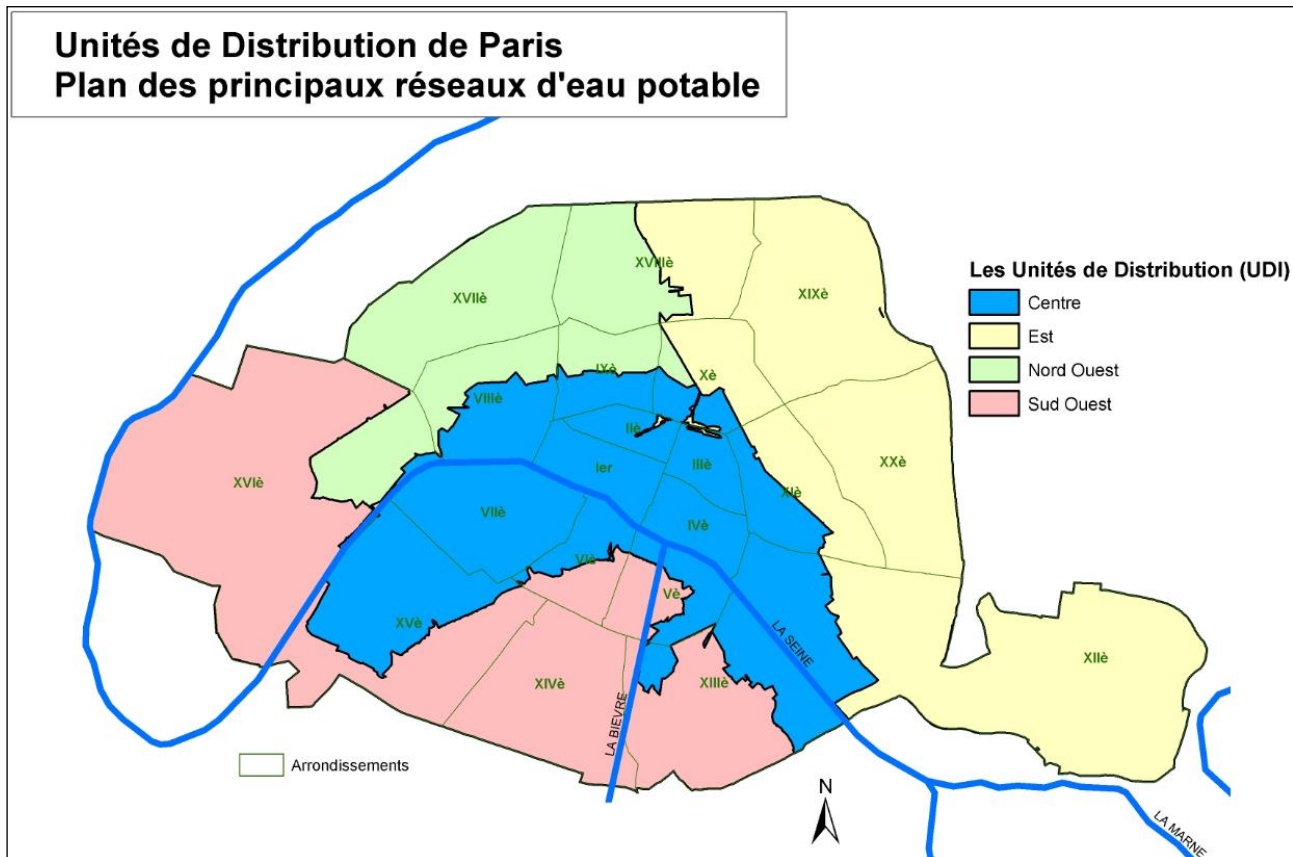 Unités de Distribution de Paris
Plan des principaux réseaux d'eau potable
Les Unités de Distribution (UDI)
Centre
Est
Nord Ouest
Sud Ouest
XVIIIè
XVIIè
XIXè
IXè
Xè
VIIIè
IIè
Ier
IIIè
XXè
XVIè
XIè
VIIè
IVè
VIè
Vè
XVè
LA SEINE
XIIè
XIVè
XIIIè
LA BIEVRE
Arrondissements
N
LA MARNE